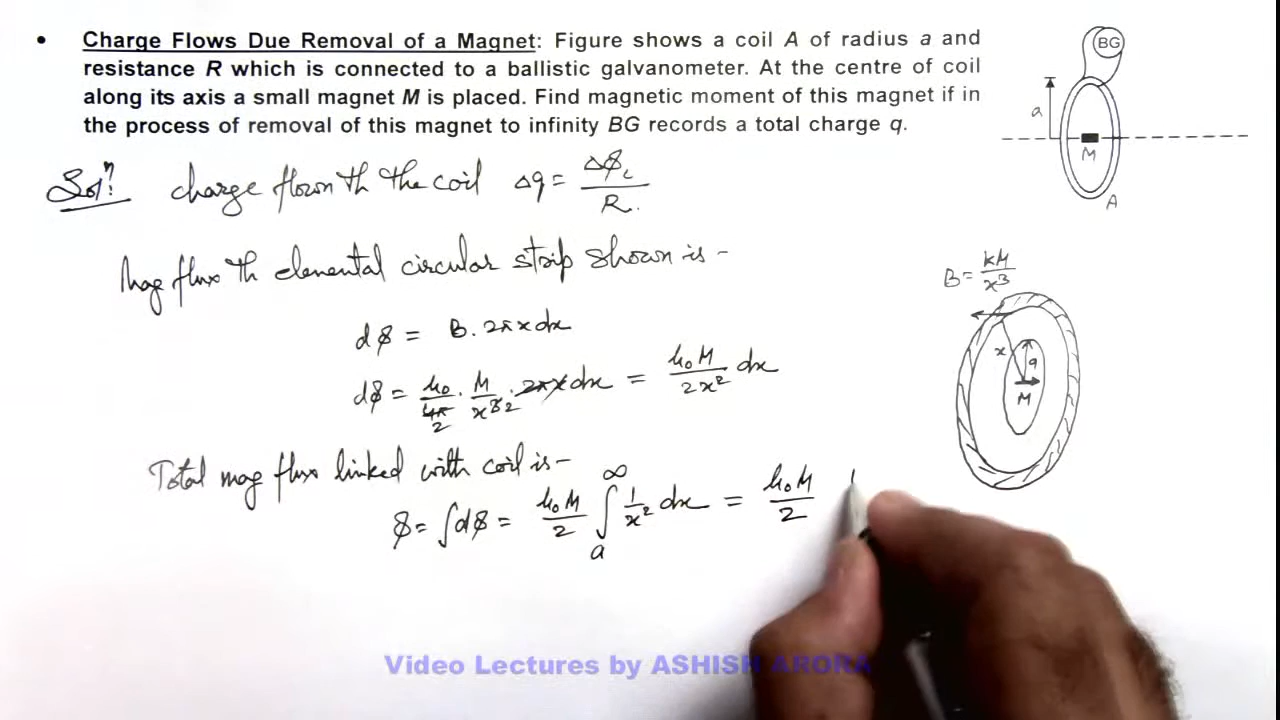 • Charge Flows Due Removal of a Magnet: Figure shows a coil A of radius a and
resistance R which is connected to a ballistic galvanometer. At the centre of coil
along its axis a small magnet M is placed. Find magnetic moment of this magnet if in
the process of removal of this magnet to infinity BG records a total charge q.
BG
a
M
A
Solⁿ. charge flown th the coil Δq = Δφc / R.
Mag flux th elemental circular strip shown is –
B = kM / x³
x
a
M
dφ = B. 2πx dx
dφ = μ₀/4π 2 · M/x³ 2 · 2πx dx = μ₀M / 2x² dx
Total mag flux linked with coil is –
φ = ∫dφ = μ₀M/2 ∫ₐ^∞ 1/x² dx = μ₀M/2
Video Lectures by ASHISH ARORA